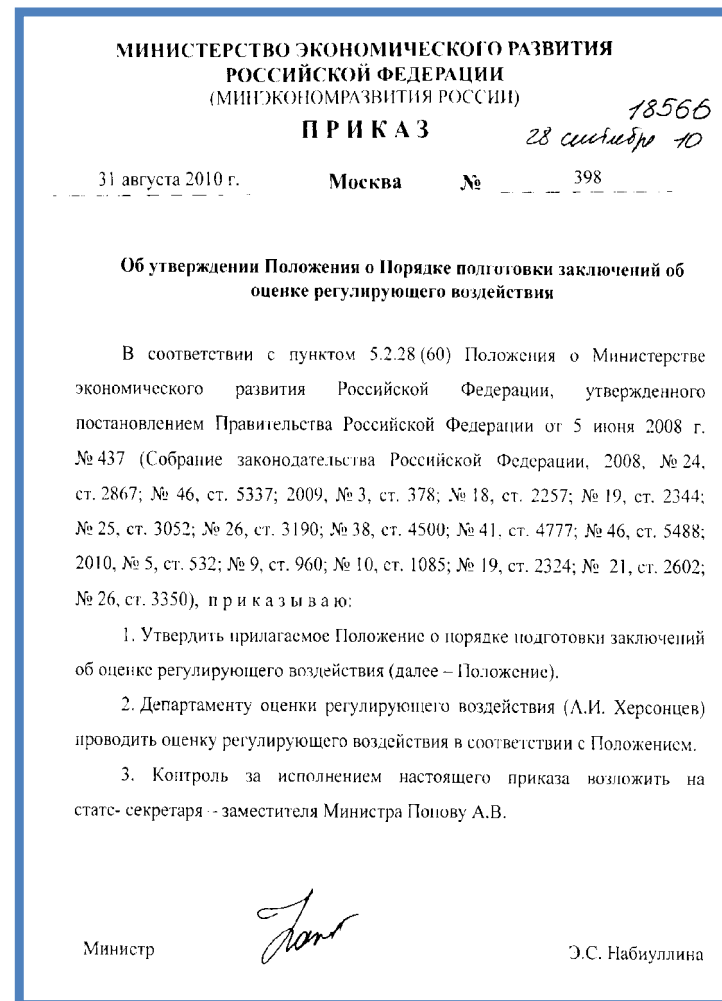 МИНИСТЕРСТВО ЭКОНОМИЧЕСКОГО РАЗВИТИЯ
РОССИЙСКОЙ ФЕДЕРАЦИИ
(МИНЭКОНОМРАЗВИТИЯ РОССИИ)
18566
ПРИКАЗ
28 сентября 10
31 августа 2010 г. Москва № 398
Об утверждении Положения о Порядке подготовки заключений об
оценке регулирующего воздействия
В соответствии с пунктом 5.2.28 (60) Положения о Министерстве
экономического развития Российской Федерации, утвержденного
постановлением Правительства Российской Федерации от 5 июня 2008 г.
№ 437 (Собрание законодательства Российской Федерации, 2008, № 24,
ст. 2867; № 46, ст. 5337; 2009, № 3, ст. 378; № 18, ст. 2257; № 19, ст. 2344;
№ 25, ст. 3052; № 26, ст. 3190; № 38, ст. 4500; № 41, ст. 4777; № 46, ст. 5488;
2010, № 5, ст. 532; № 9, ст. 960; № 10, ст. 1085; № 19, ст. 2324; № 21, ст. 2602;
№ 26, ст. 3350), п р и к а з ы в а ю:
1. Утвердить прилагаемое Положение о порядке подготовки заключений
об оценке регулирующего воздействия (далее – Положение).
2. Департаменту оценки регулирующего воздействия (А.И. Херсонцев)
проводить оценку регулирующего воздействия в соответствии с Положением.
3. Контроль за исполнением настоящего приказа возложить на
статс- секретаря – заместителя Министра Попову А.В.
Министр Э.С. Набиуллина